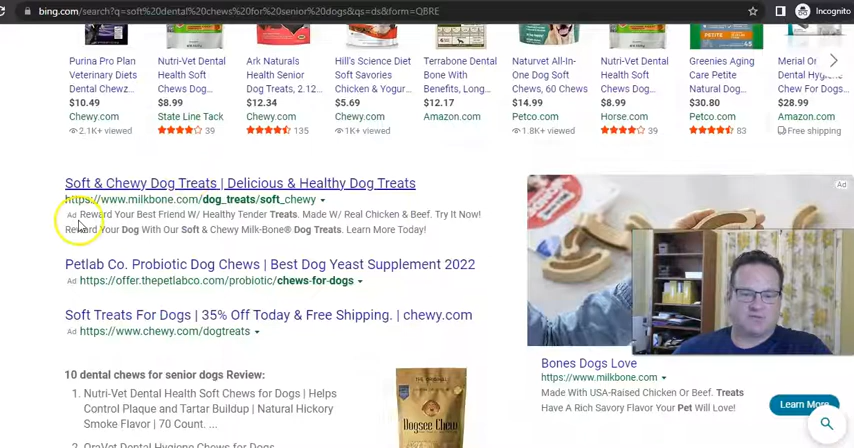 bing.com/search?q=soft%20dental%20chews%20for%20senior%20dogs&qs=ds&form=QBRE
Incognito
Purina Pro Plan
Veterinary Diets
Dental Chewz...
$10.49
Chewy.com
2.1K+ viewed
Nutri-Vet Dental
Health Soft
Chews Dog...
$8.99
State Line Tack
39
Ark Naturals
Health Senior
Dog Treats, 2.12...
$12.34
Chewy.com
135
Hill's Science Diet
Soft Savories
Chicken & Yogur...
$5.69
Chewy.com
1K+ viewed
Terrabone Dental
Bone With
Benefits, Long...
$12.17
Amazon.com
Naturvet All-In-
One Dog Soft
Chews, 60 Chews
$14.99
Petco.com
1.8K+ viewed
Nutri-Vet Dental
Health Soft
Chews Dog...
$8.99
Horse.com
39
Greenies Aging
Care Petite
Natural Dog...
$30.80
Petco.com
83
Merial Or
Dental Hygiene
Chew For Dogs...
$28.99
Amazon.com
Free shipping
Soft & Chewy Dog Treats | Delicious & Healthy Dog Treats
https://www.milkbone.com/dog_treats/soft_chewy
Ad Reward Your Best Friend W/ Healthy Tender Treats. Made W/ Real Chicken & Beef. Try It Now!
Reward Your Dog With Our Soft & Chewy Milk-Bone® Dog Treats. Learn More Today!
Petlab Co. Probiotic Dog Chews | Best Dog Yeast Supplement 2022
Ad https://offer.thepetlabco.com/probiotic/chews-for-dogs
Soft Treats For Dogs | 35% Off Today & Free Shipping. | chewy.com
Ad https://www.chewy.com/dogtreats
10 dental chews for senior dogs Review:
1. Nutri-Vet Dental Health Soft Chews for Dogs | Helps
Control Plaque and Tartar Buildup | Natural Hickory
Smoke Flavor | 70 Count. ...
2. OraVet Dental Hygiene Chews for Dogs
Dogsee Chew
Ad
Bones Dogs Love
https://www.milkbone.com
Made With USA-Raised Chicken Or Beef. Treats
Have A Rich Savory Flavor Your Pet Will Love!
Learn More